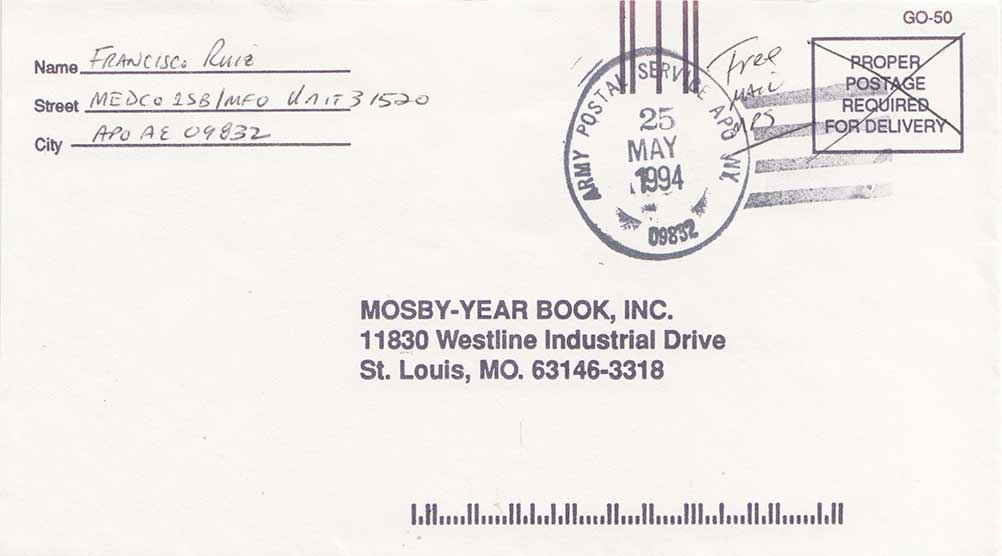 GO-50
Name Francisco Ruiz
Street MEDCO 1SB/MFO Unit 31520
City APO AE 09832
ARMY POSTAL SERVICE APO NY.
25
MAY
1994
09832
Free
Mail
MPS
PROPER
POSTAGE
REQUIRED
FOR DELIVERY
MOSBY-YEAR BOOK, INC.
11830 Westline Industrial Drive
St. Louis, MO. 63146-3318